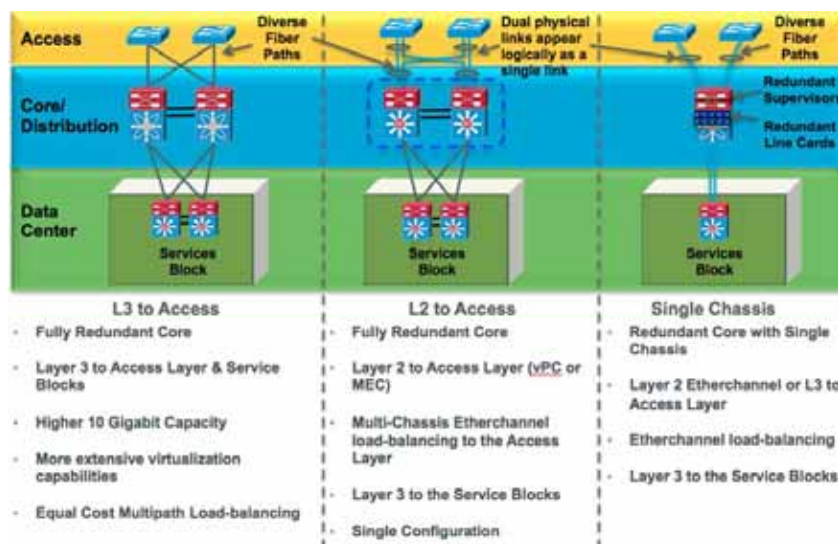 Access
Diverse
Fiber
Paths
Dual physical
links appear
logically as a
single link
Diverse
Fiber
Paths
Core/
Distribution
Redundant
Supervisors
Redundant
Line Cards
Data
Center
Services
Block
Services
Block
Services
Block
L3 to Access
- Fully Redundant Core
- Layer 3 to Access Layer & Service
Blocks
- Higher 10 Gigabit Capacity
- More extensive virtualization
capabilities
- Equal Cost Multipath Load-balancing
L2 to Access
- Fully Redundant Core
- Layer 2 to Access Layer (vPC or
MEC)
- Multi-Chassis Etherchannel
load-balancing to the Access
Layer
- Layer 3 to the Service Blocks
- Single Configuration
Single Chassis
- Redundant Core with Single
Chassis
- Layer 2 Etherchannel or L3 to
Access Layer
- Etherchannel load-balancing
- Layer 3 to the Service Blocks